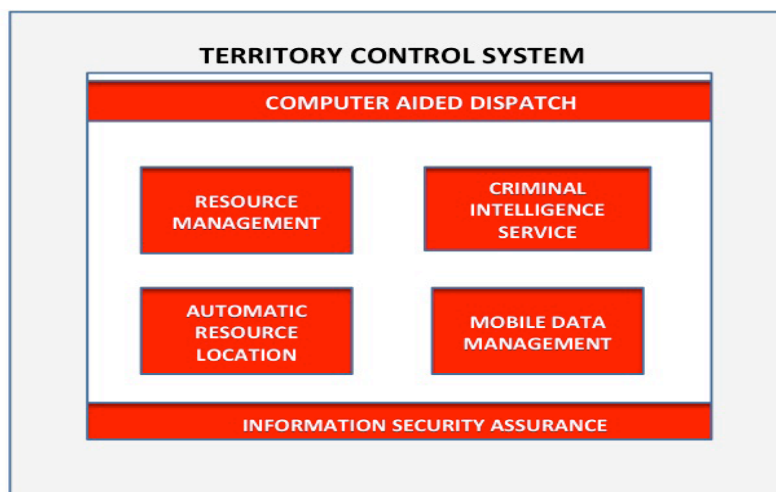 TERRITORY CONTROL SYSTEM
COMPUTER AIDED DISPATCH
RESOURCE
MANAGEMENT
CRIMINAL
INTELLIGENCE
SERVICE
AUTOMATIC
RESOURCE
LOCATION
MOBILE DATA
MANAGEMENT
INFORMATION SECURITY ASSURANCE